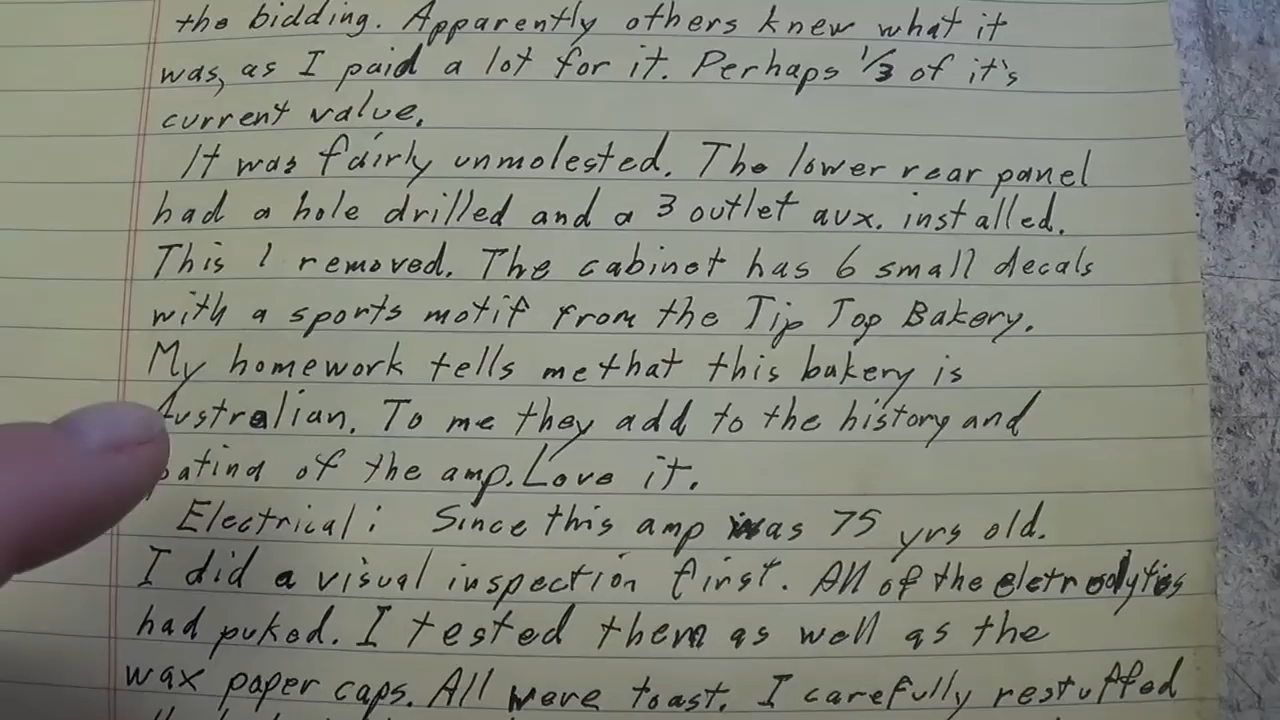 the bidding. Apparently others knew what it
was, as I paid a lot for it. Perhaps 1/3 of it's
current value.
It was fairly unmolested. The lower rear panel
had a hole drilled and a 3 outlet aux. installed.
This I removed. The cabinet has 6 small decals
with a sports motif from the Tip Top Bakery.
My homework tells me that this bakery is
Australian. To me they add to the history and
patina of the amp. Love it.
Electrical: Since this amp was 75 yrs old.
I did a visual inspection first. All of the eletrolytics
had puked. I tested them as well as the
wax paper caps. All were toast. I carefully restuffed